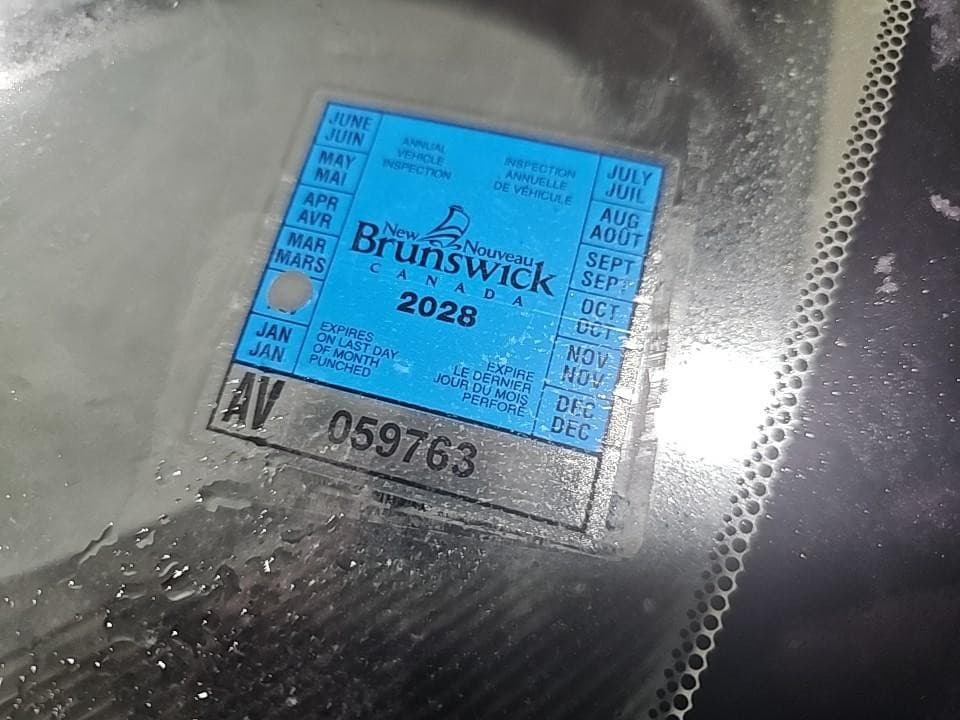 JUNE
JUIN
MAY
MAI
APR
AVR
MAR
MARS
JAN
JAN
ANNUAL
VEHICLE
INSPECTION
INSPECTION
ANNUELLE
DE VÉHICULE
New Nouveau
Brunswick
CANADA
2028
EXPIRES
ON LAST DAY
OF MONTH
PUNCHED
EXPIRE
LE DERNIER
JOUR DU MOIS
PERFORÉ
JULY
JUIL
AUG
AOÛT
SEPT
SEPT
OCT
OCT
NOV
NOV
DEC
DEC
AV 059763